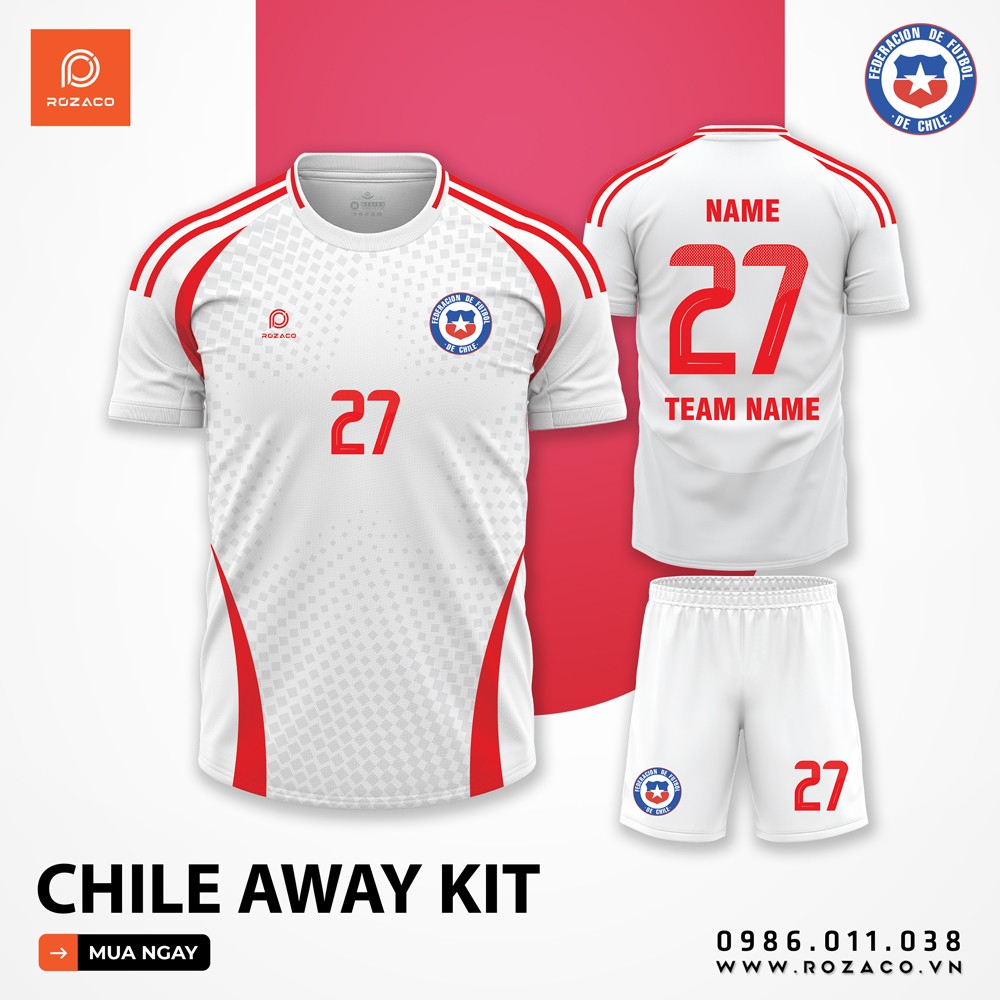 ROZACO
FEDERACION DE FUTBOL
· DE CHILE ·
ROZACO
FEDERACION DE FUTBOL
· DE CHILE ·
27
NAME
27
TEAM NAME
FEDERACION DE FUTBOL
· DE CHILE ·
27
CHILE AWAY KIT
→ MUA NGAY
0986.011.038
WWW.ROZACO.VN